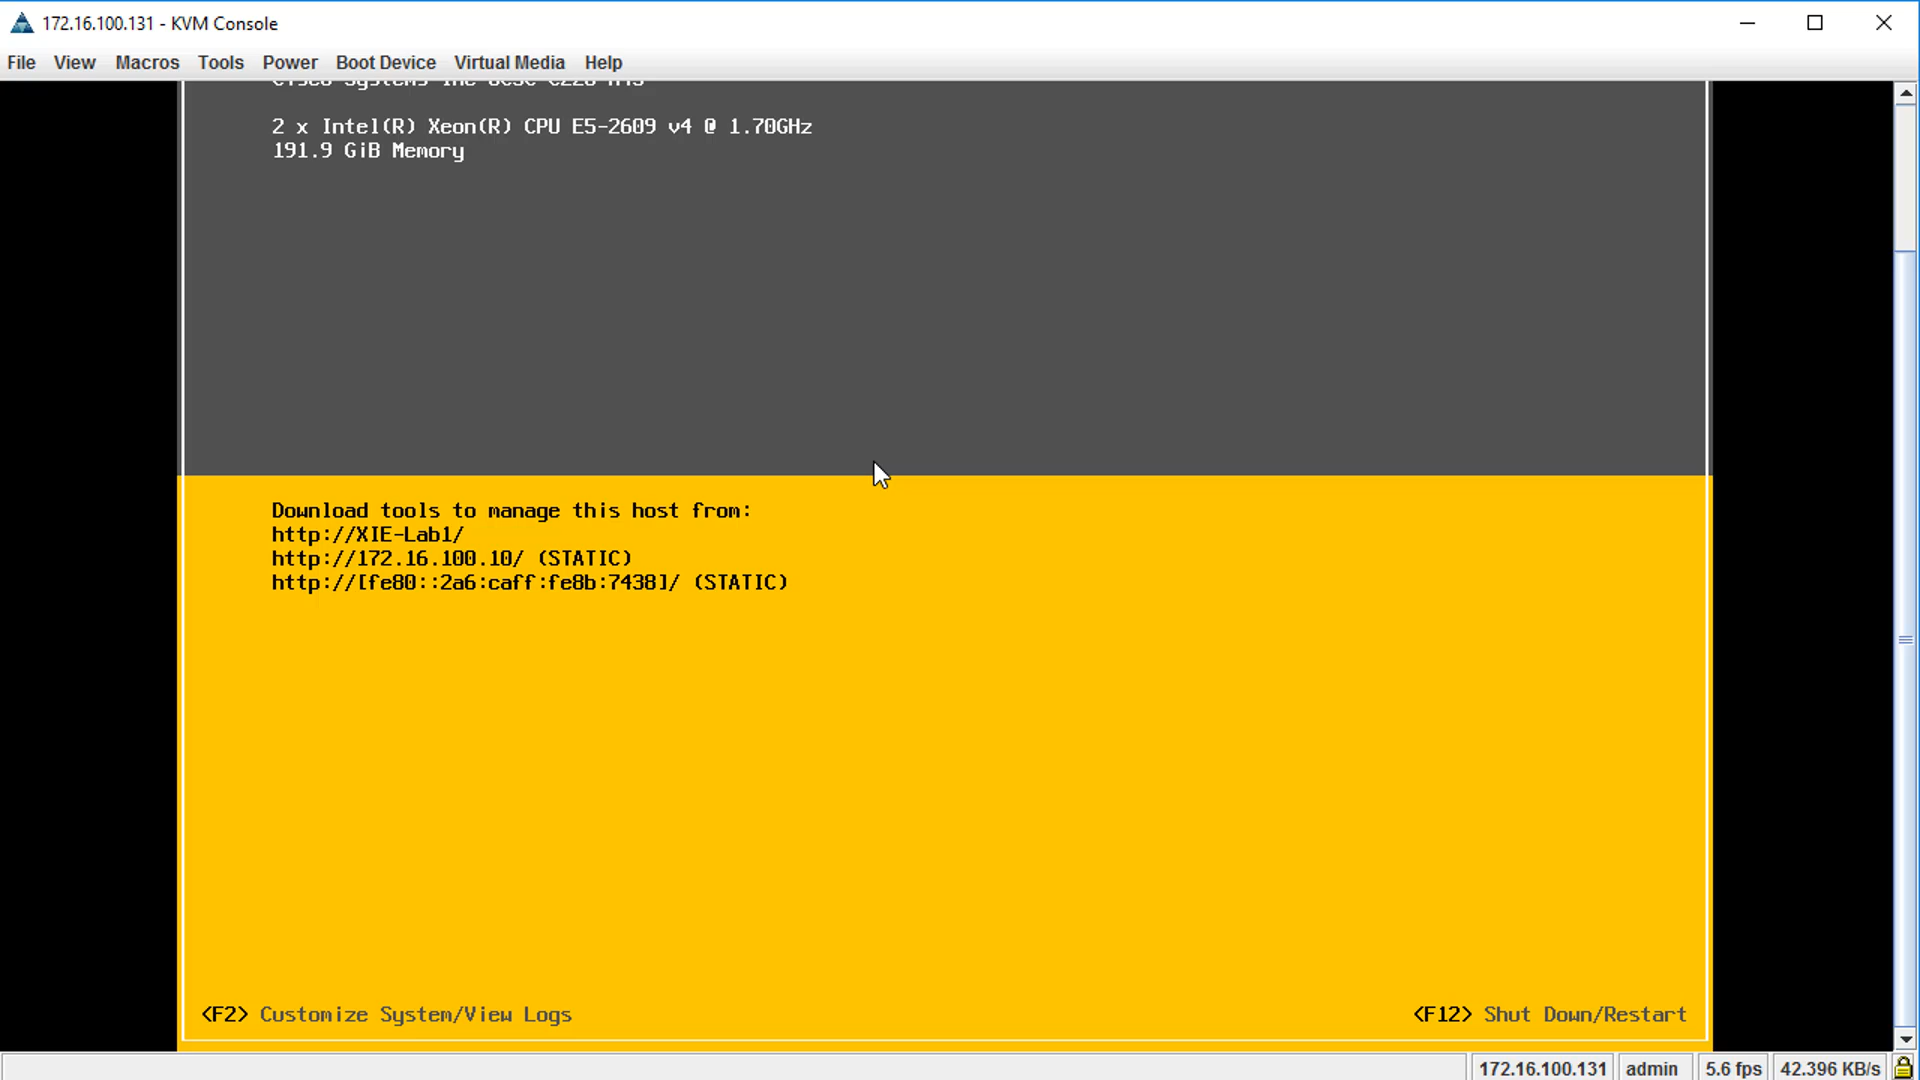 172.16.100.131 - KVM Console
File View Macros Tools Power Boot Device Virtual Media Help
2 x Intel(R) Xeon(R) CPU E5-2609 v4 @ 1.70GHz
191.9 GiB Memory
Download tools to manage this host from:
http://XIE-Lab1/
http://172.16.100.10/ (STATIC)
http://[fe80::2a6:caff:fe8b:7438]/ (STATIC)
<F2> Customize System/View Logs
<F12> Shut Down/Restart
172.16.100.131 admin 5.6 fps 42.396 KB/s